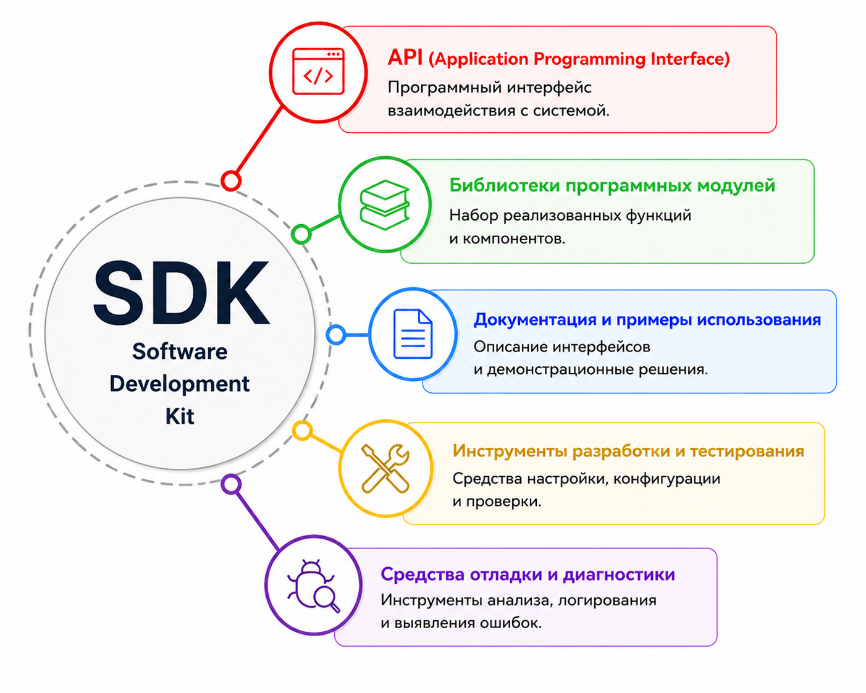 SDK
Software
Development
Kit
API (Application Programming Interface)
Программный интерфейс
взаимодействия с системой.
Библиотеки программных модулей
Набор реализованных функций
и компонентов.
Документация и примеры использования
Описание интерфейсов
и демонстрационные решения.
Инструменты разработки и тестирования
Средства настройки, конфигурации
и проверки.
Средства отладки и диагностики
Инструменты анализа, логирования
и выявления ошибок.